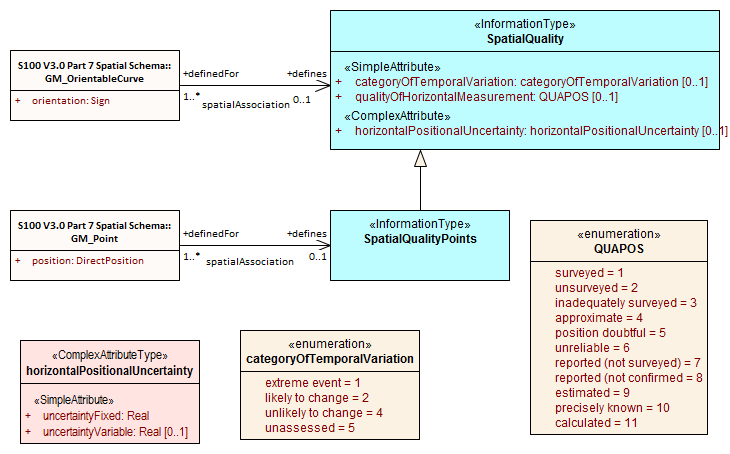 «InformationType»
SpatialQuality
«SimpleAttribute»
+ categoryOfTemporalVariation: categoryOfTemporalVariation [0..1]
+ qualityOfHorizontalMeasurement: QUAPOS [0..1]
«ComplexAttribute»
+ horizontalPositionalUncertainty: horizontalPositionalUncertainty [0..1]
S100 V3.0 Part 7 Spatial Schema::
GM_OrientableCurve
+ orientation: Sign
+definedFor
+defines
1..*
spatialAssociation
0..1
S100 V3.0 Part 7 Spatial Schema::
GM_Point
+ position: DirectPosition
+definedFor
+defines
1..*
spatialAssociation
0..1
«InformationType»
SpatialQualityPoints
«enumeration»
QUAPOS
surveyed = 1
unsurveyed = 2
inadequately surveyed = 3
approximate = 4
position doubtful = 5
unreliable = 6
reported (not surveyed) = 7
reported (not confirmed = 8
estimated = 9
precisely known = 10
calculated = 11
«ComplexAttributeType»
horizontalPositionalUncertainty
«SimpleAttribute»
+ uncertaintyFixed: Real
+ uncertaintyVariable: Real [0..1]
«enumeration»
categoryOfTemporalVariation
extreme event = 1
likely to change = 2
unlikely to change = 4
unassessed = 5